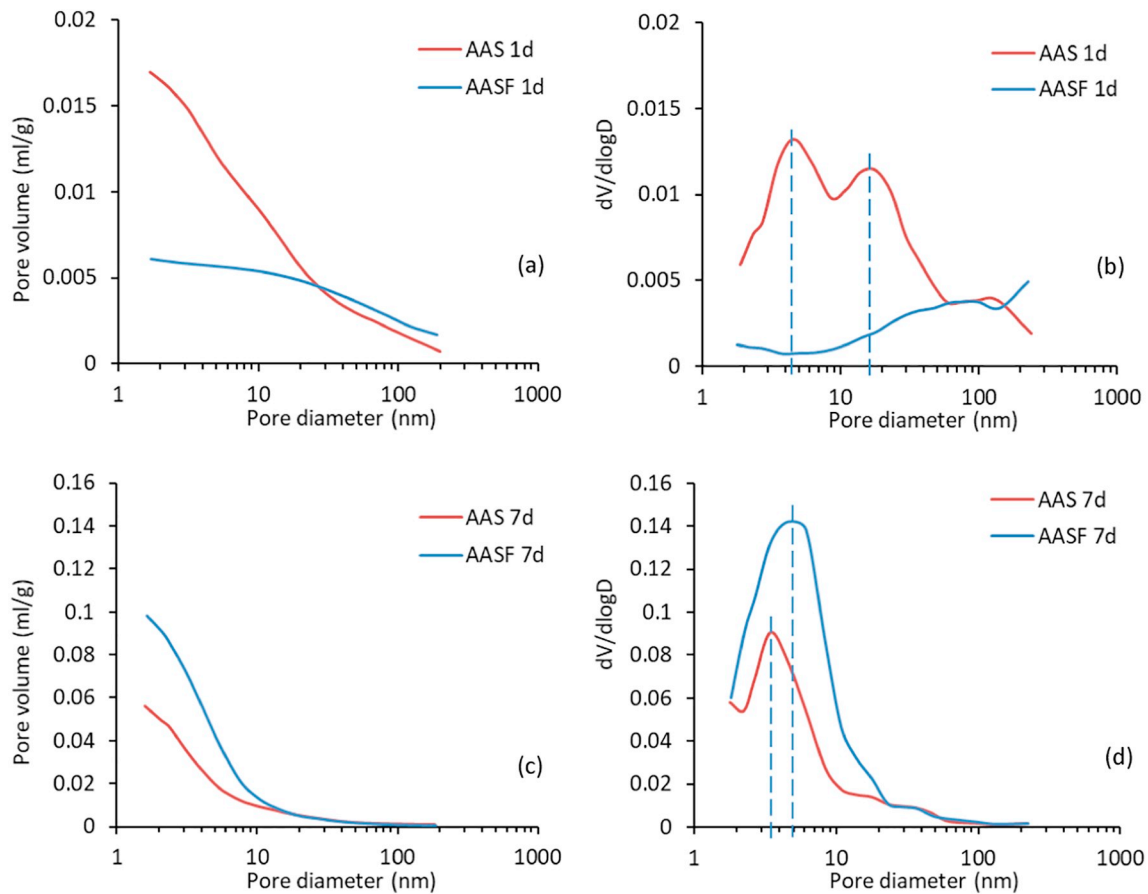 0.02
0.015
0.01
0.005
0
Pore volume (ml/g)
AAS 1d
AASF 1d
(a)
1
10
100
1000
Pore diameter (nm)
0.02
0.015
0.01
0.005
0
dV/dlogD
AAS 1d
AASF 1d
(b)
1
10
100
1000
Pore diameter (nm)
0.16
0.14
0.12
0.1
0.08
0.06
0.04
0.02
0
Pore volume (ml/g)
AAS 7d
AASF 7d
(c)
1
10
100
1000
Pore diameter (nm)
0.16
0.14
0.12
0.1
0.08
0.06
0.04
0.02
0
dV/dlogD
AAS 7d
AASF 7d
(d)
1
10
100
1000
Pore diameter (nm)